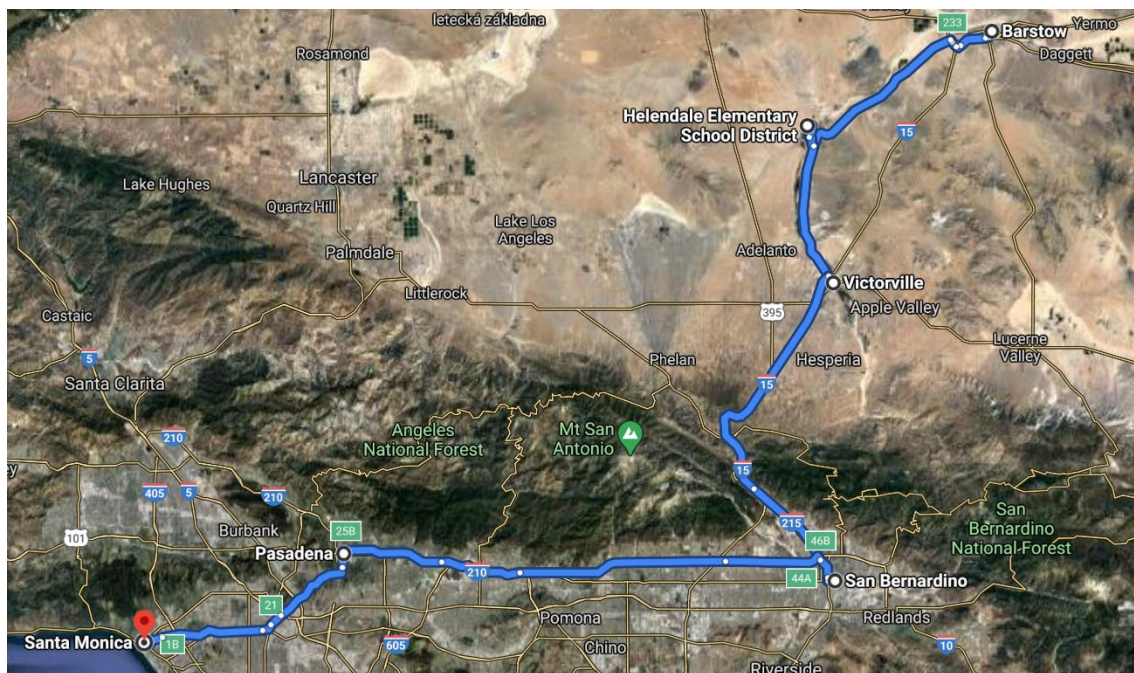 letecká základna
233
Yermo
Barstow
Daggett
Rosamond
Helendale Elementary
School District
15
Lake Hughes
Lancaster
Quartz Hill
Lake Los
Angeles
Palmdale
Adelanto
Littlerock
Victorville
Apple Valley
Castaic
395
5
Phelan
Hesperia
Lucerne
Valley
Santa Clarita
15
210
Angeles
National Forest
Mt San
Antonio
15
405
5
210
215
San
Bernardino
National Forest
101
Burbank
25B
46B
Pasadena
210
44A
San Bernardino
21
Pomona
Redlands
Santa Monica
1B
605
Chino
10
Riverside